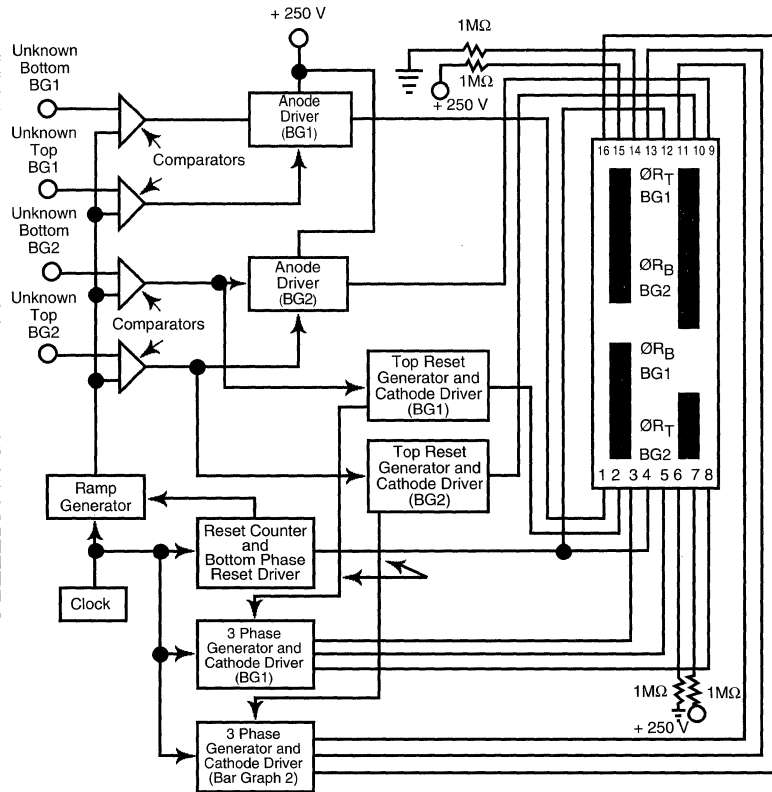 + 250 V
1MΩ
1MΩ
+ 250 V
Unknown
Bottom
BG1
Anode
Driver
(BG1)
Unknown
Top
BG1
Comparators
16 15 14 13 12 11 10 9
ØRT
BG1
Unknown
Bottom
BG2
ØRB
BG2
Anode
Driver
(BG2)
Unknown
Top
BG2
Comparators
ØRB
BG1
Top Reset
Generator and
Cathode Driver
(BG1)
ØRT
BG2
Top Reset
Generator and
Cathode Driver
(BG2)
1 2 3 4 5 6 7 8
Ramp
Generator
Reset Counter
and
Bottom Phase
Reset Driver
Clock
3 Phase
Generator and
Cathode Driver
(BG1)
1MΩ
1MΩ
+ 250 V
3 Phase
Generator and
Cathode Driver
(Bar Graph 2)